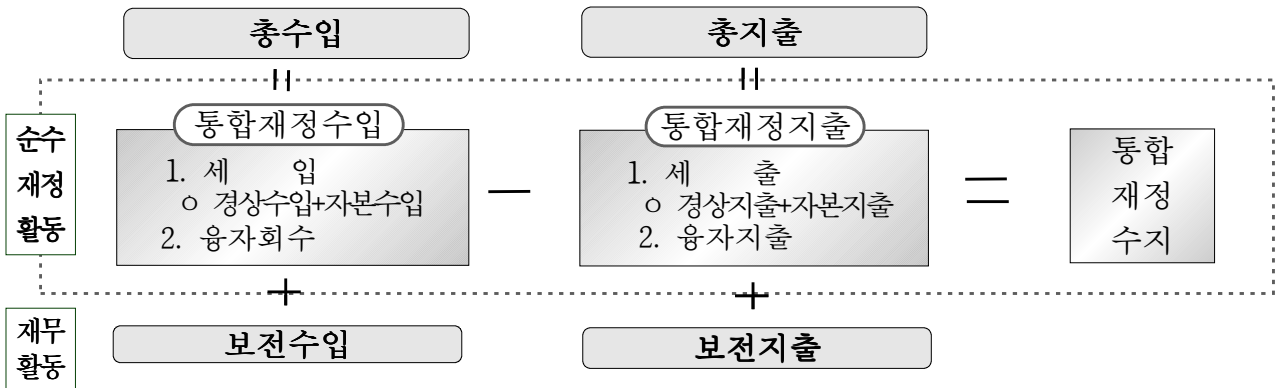 총수입
총지출
순수
재정
활동
통합재정수입
1. 세 입
ㅇ 경상수입+자본수입
2. 융자회수
통합재정지출
1. 세 출
ㅇ 경상지출+자본지출
2. 융자지출
통합
재정
수지
재무
활동
보전수입
보전지출